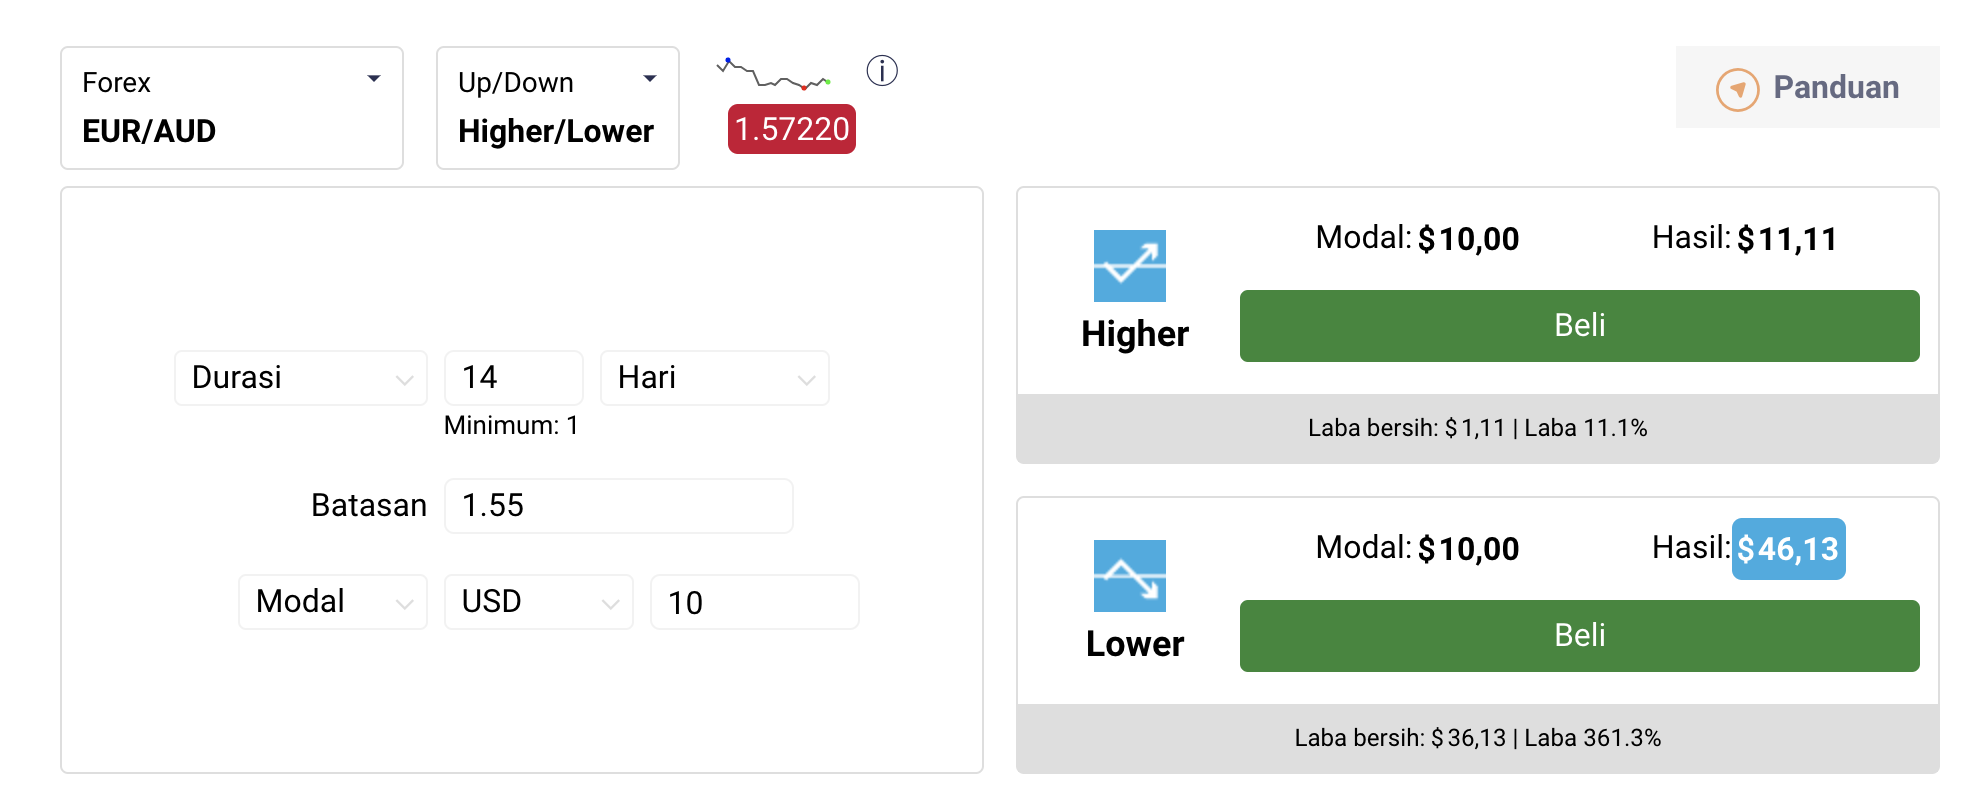 Forex
EUR/AUD
Up/Down
Higher/Lower
1.57220
Panduan
Durasi 14 Hari
Minimum: 1
Batasan 1.55
Modal USD 10
Modal: $10,00 Hasil: $11,11
Higher
Beli
Laba bersih: $1,11 | Laba 11.1%
Modal: $10,00 Hasil: $46,13
Lower
Beli
Laba bersih: $36,13 | Laba 361.3%